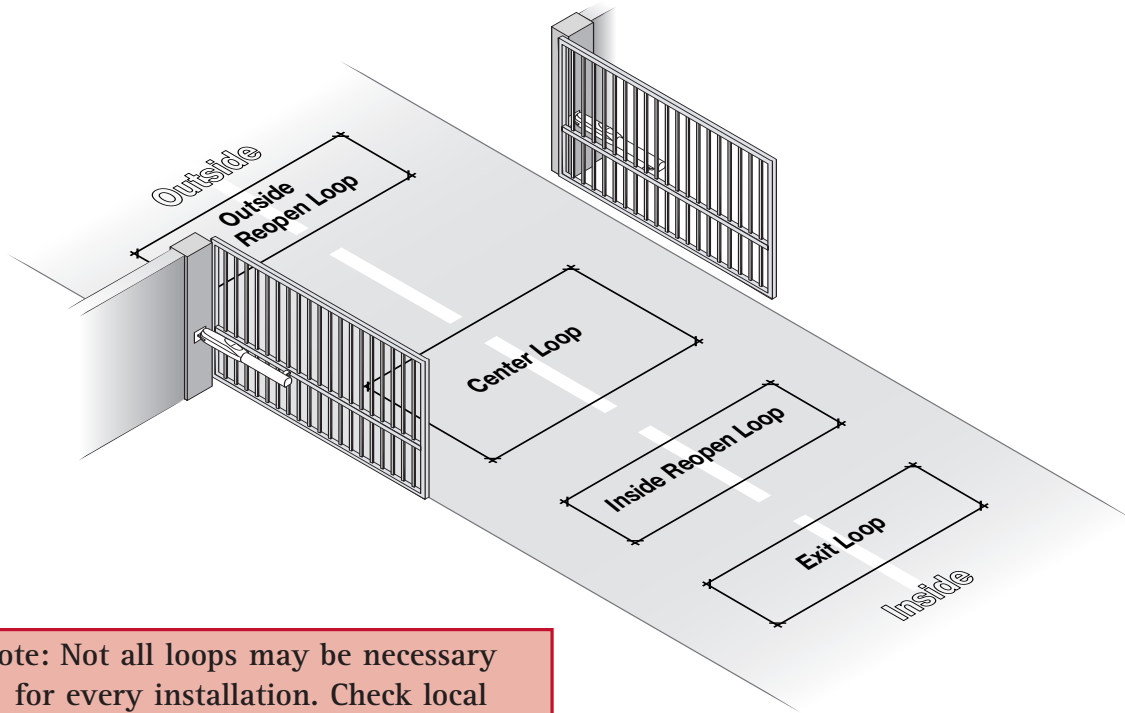 Outside
Outside
Reopen Loop
Center Loop
Inside Reopen Loop
Exit Loop
Inside
ote: Not all loops may be necessary
for every installation. Check local